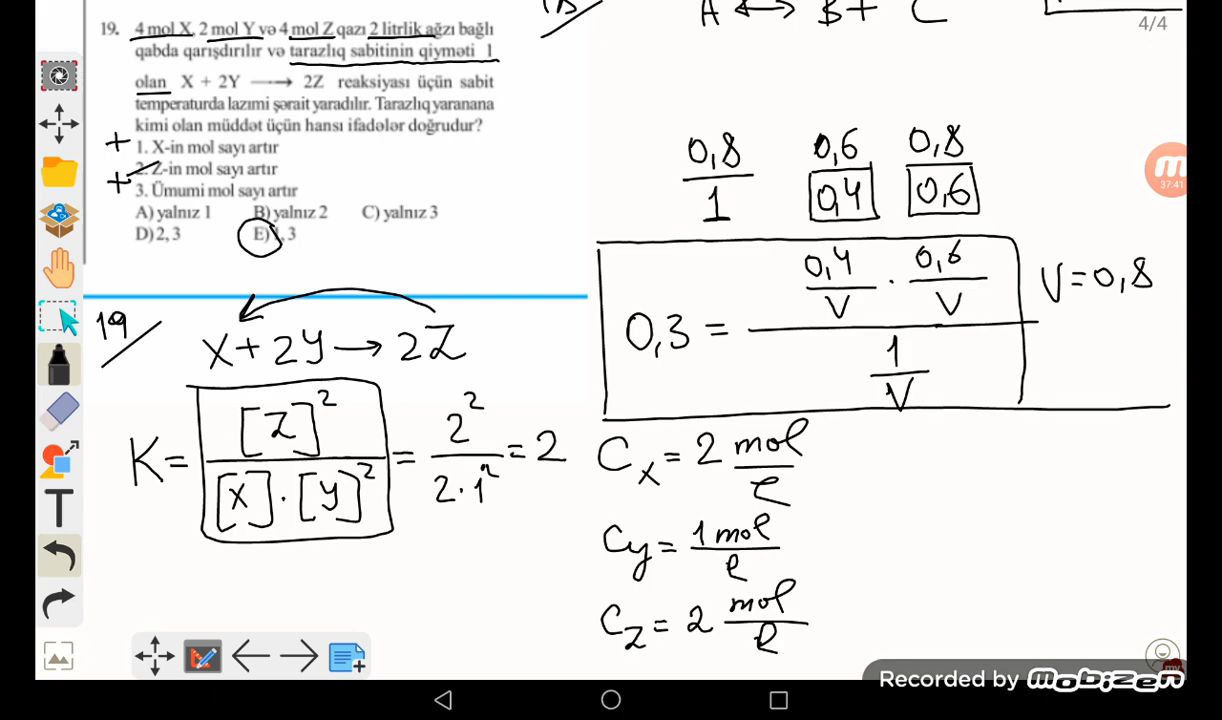 A ⟷ B + C
4/4
19. 4 mol X, 2 mol Y və 4 mol Z qazı 2 litrlik ağzı bağlı
qabda qarışdırılır və tarazlıq sabitinin qiyməti 1
olan X + 2Y ⟶ 2Z reaksiyası üçün sabit
temperaturda lazımi şərait yaradılır. Tarazlıq yaranana
kimi olan müddət üçün hansı ifadələr doğrudur?
+ 1. X-in mol sayı artır
2. Z-in mol sayı artır
+ 3. Ümumi mol sayı artır
A) yalnız 1 B) yalnız 2 C) yalnız 3
D) 2, 3 E) 1, 3
0,8 0,6 0,8
1 0,4 0,6
37:41
0,3 = (0,4/V · 0,6/V) / (1/V) V=0,8
19/
X + 2Y → 2Z
K = [Z]² / [X] · [Y]² = 2² / 2·1² = 2
Cx = 2 mol/l
Cy = 1 mol/l
Cz = 2 mol/l
T
Recorded by mobizen